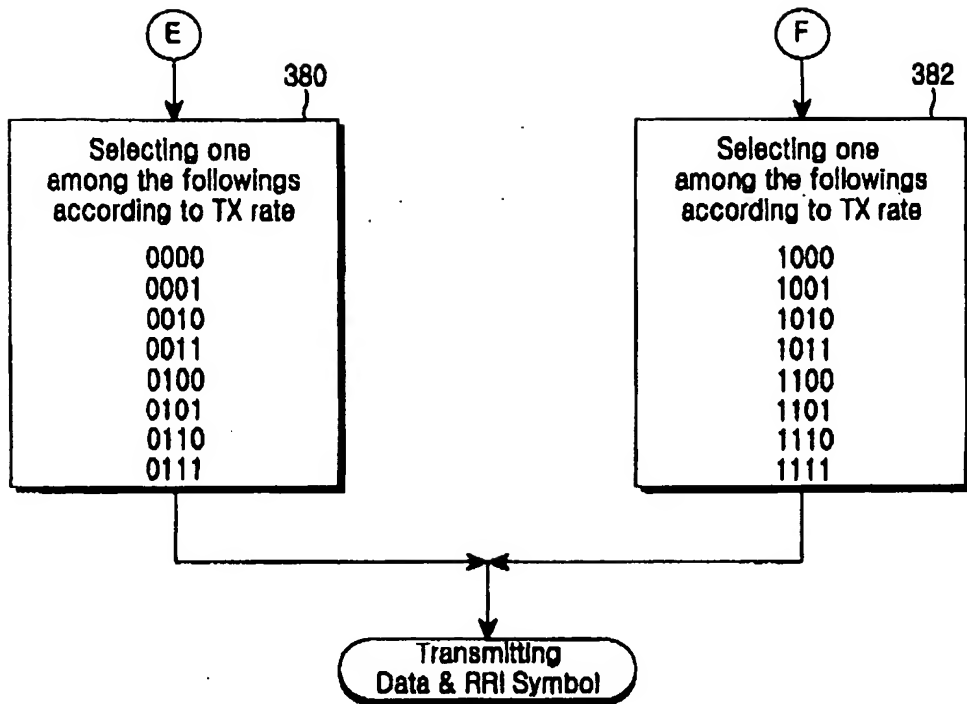 E
380
Selecting one
among the followings
according to TX rate
0000
0001
0010
0011
0100
0101
0110
0111
F
382
Selecting one
among the followings
according to TX rate
1000
1001
1010
1011
1100
1101
1110
1111
Transmitting
Data & RRI Symbol